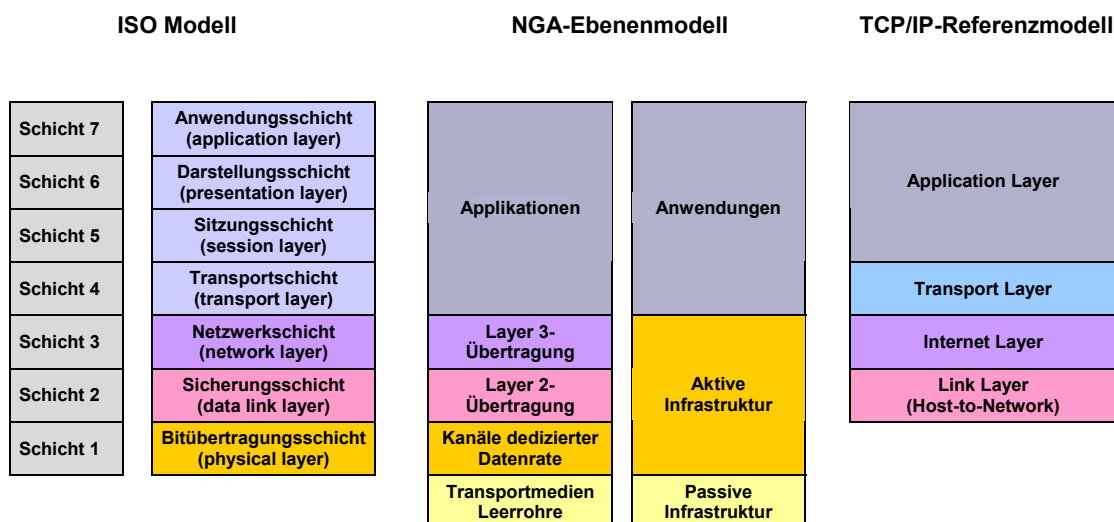 ISO Modell
NGA-Ebenenmodell
TCP/IP-Referenzmodell
Schicht 7
Anwendungsschicht
(application layer)
Schicht 6
Darstellungsschicht
(presentation layer)
Schicht 5
Sitzungsschicht
(session layer)
Schicht 4
Transportschicht
(transport layer)
Schicht 3
Netzwerkschicht
(network layer)
Schicht 2
Sicherungsschicht
(data link layer)
Schicht 1
Bitübertragungsschicht
(physical layer)
Applikationen
Layer 3-
Übertragung
Layer 2-
Übertragung
Kanäle dedizierter
Datenrate
Transportmedien
Leerrohre
Anwendungen
Aktive
Infrastruktur
Passive
Infrastruktur
Application Layer
Transport Layer
Internet Layer
Link Layer
(Host-to-Network)